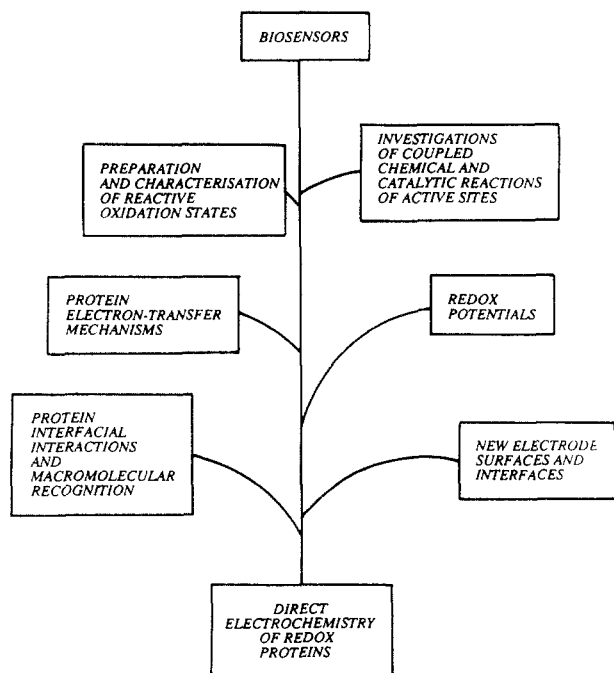 BIOSENSORS
PREPARATION
AND CHARACTERISATION
OF REACTIVE
OXIDATION STATES
INVESTIGATIONS
OF COUPLED
CHEMICAL AND
CATALYTIC REACTIONS
OF ACTIVE SITES
PROTEIN
ELECTRON-TRANSFER
MECHANISMS
REDOX
POTENTIALS
PROTEIN
INTERFACIAL
INTERACTIONS
AND
MACROMOLECULAR
RECOGNITION
NEW ELECTRODE
SURFACES AND
INTERFACES
DIRECT
ELECTROCHEMISTRY
OF REDOX
PROTEINS